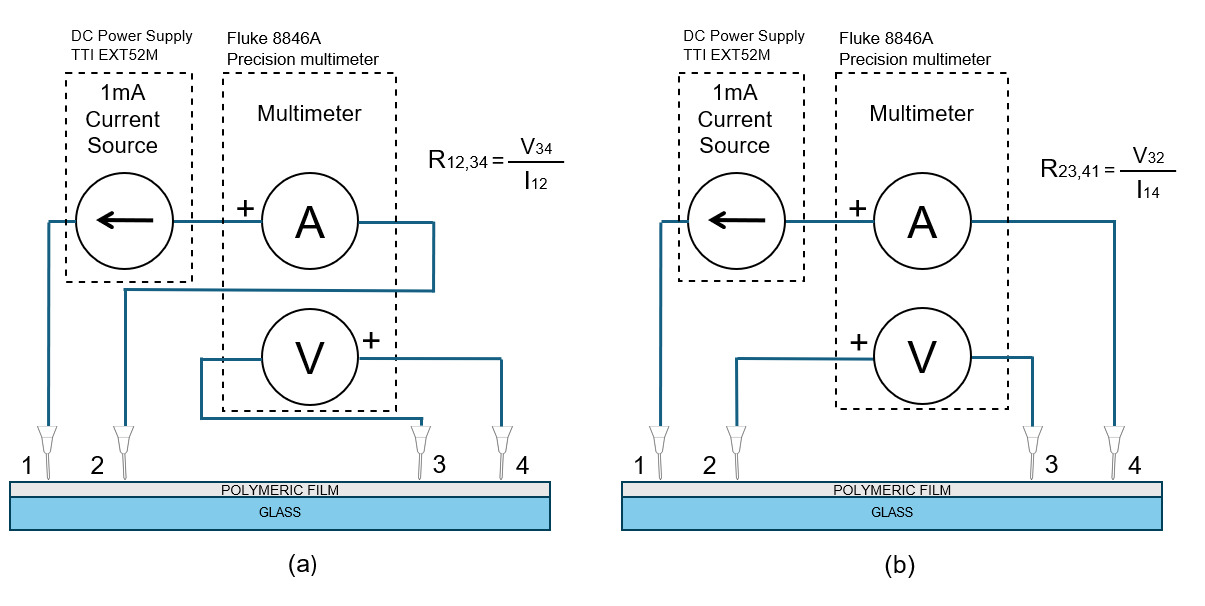 DC Power Supply
TTI EXT52M
Fluke 8846A
Precision multimeter
1mA
Current
Source
Multimeter
R12,34 = V34
I12
+
A
V
+
1
2
3
4
POLYMERIC FILM
GLASS
(a)
DC Power Supply
TTI EXT52M
Fluke 8846A
Precision multimeter
1mA
Current
Source
Multimeter
R23,41 = V32
I14
+
A
+
V
1
2
3
4
POLYMERIC FILM
GLASS
(b)